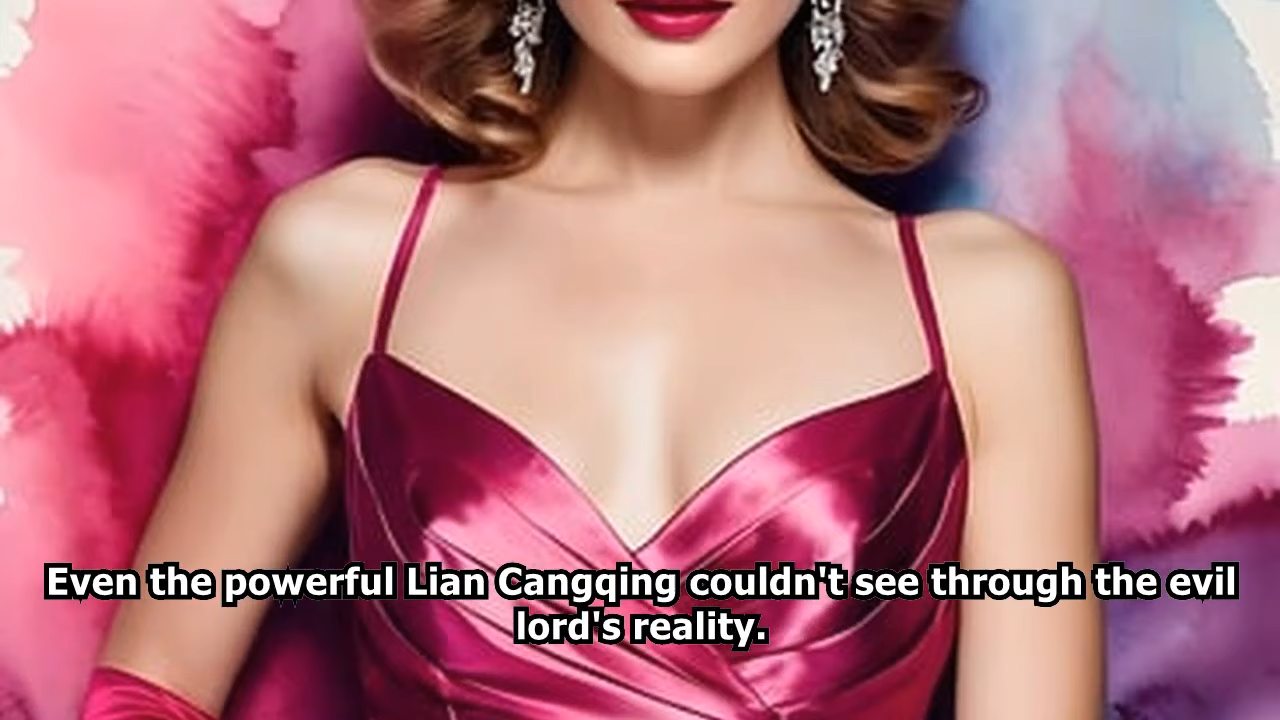 Even the powerful Lian Cangqing couldn't see through the evil
lord's reality.